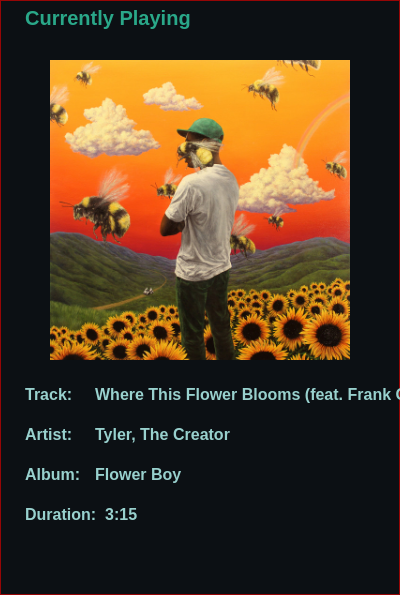 Currently Playing
Track: Where This Flower Blooms (feat. Frank
Artist: Tyler, The Creator
Album: Flower Boy
Duration: 3:15